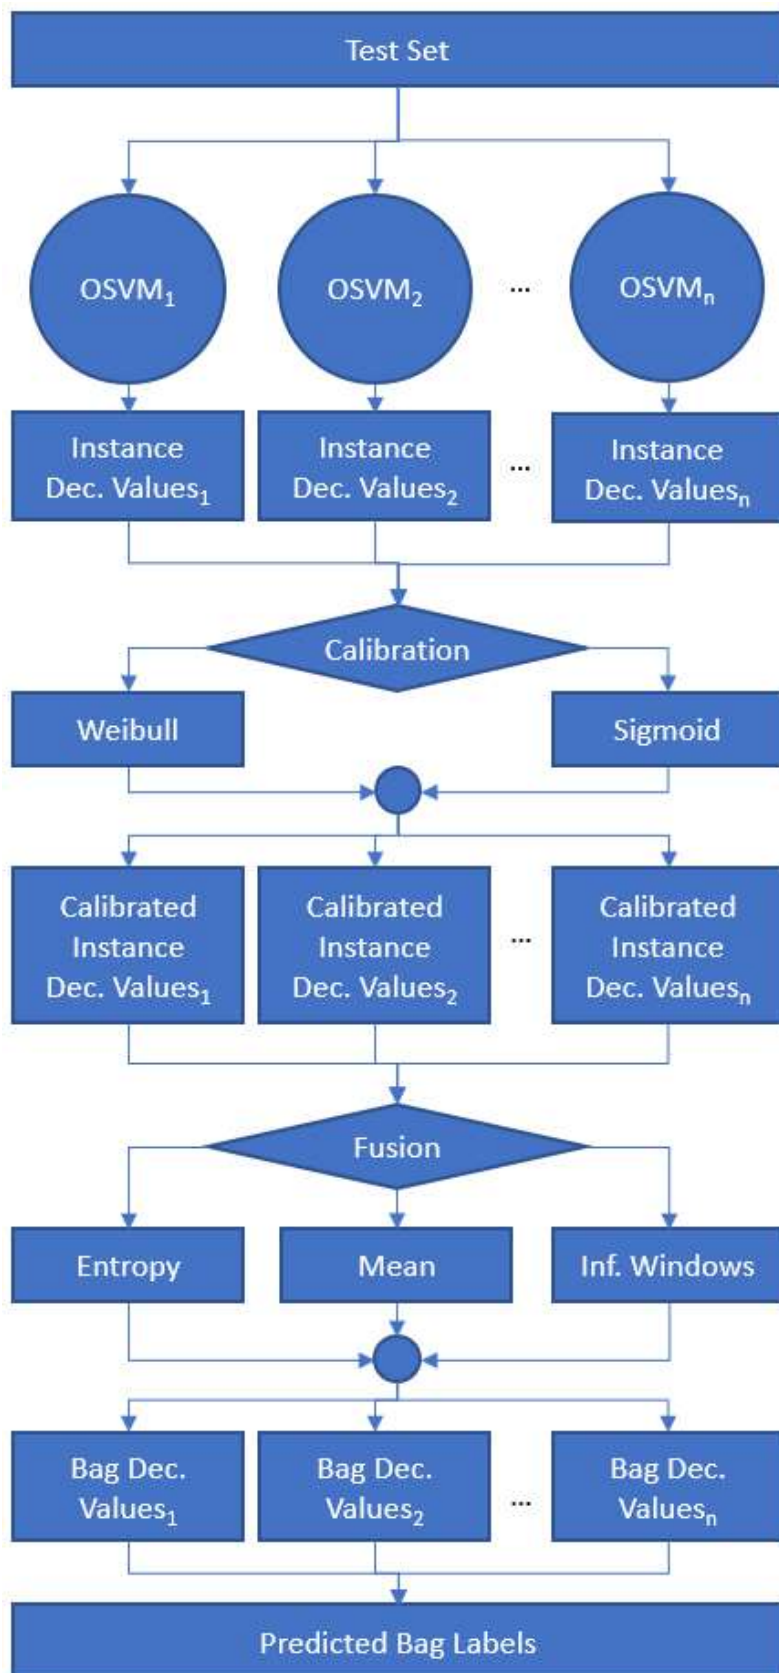 Test Set
OSVM₁
OSVM₂
...
OSVMₙ
Instance
Dec. Values₁
Instance
Dec. Values₂
...
Instance
Dec. Valuesₙ
Calibration
Weibull
Sigmoid
Calibrated
Instance
Dec. Values₁
Calibrated
Instance
Dec. Values₂
...
Calibrated
Instance
Dec. Valuesₙ
Fusion
Entropy
Mean
Inf. Windows
Bag Dec.
Values₁
Bag Dec.
Values₂
...
Bag Dec.
Valuesₙ
Predicted Bag Labels